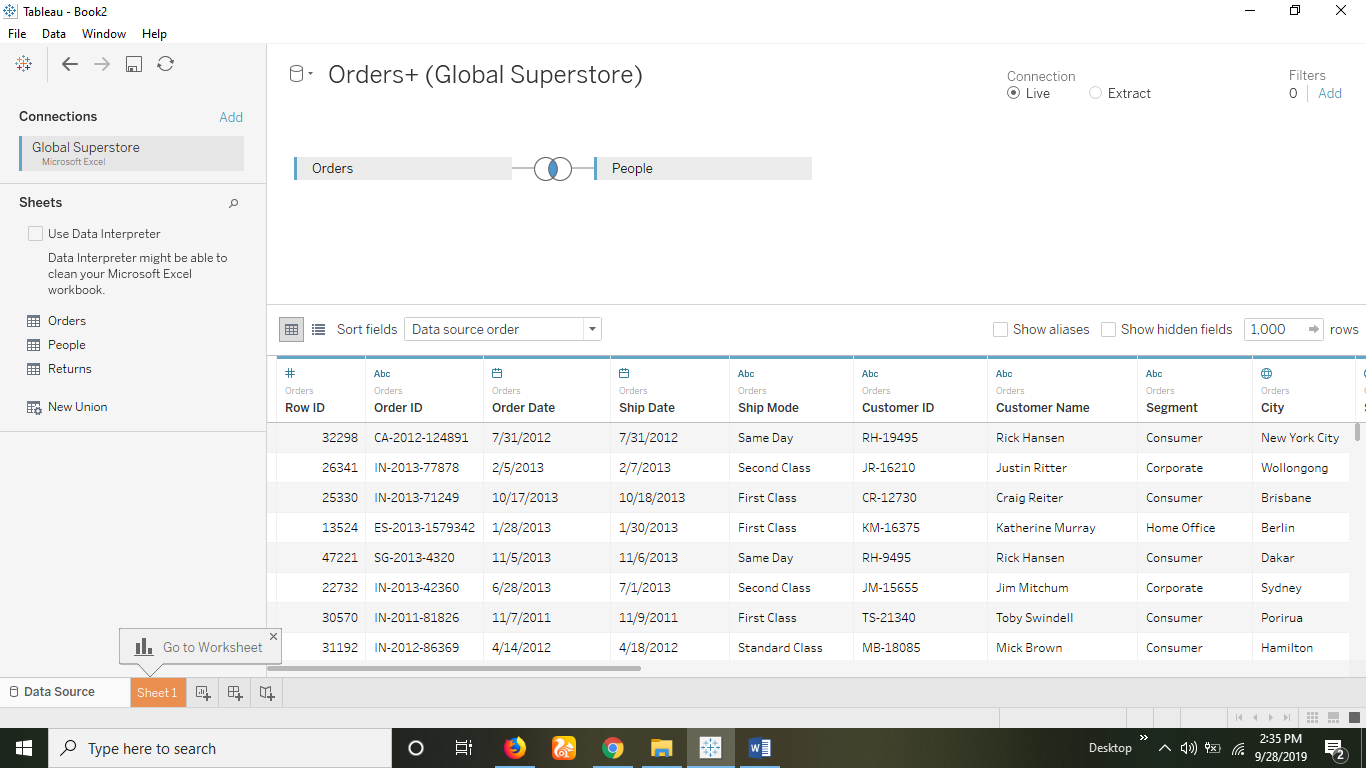 Tableau - Book2
File Data Window Help
Connections Add
Global Superstore
Microsoft Excel
Sheets
Use Data Interpreter
Data Interpreter might be able to
clean your Microsoft Excel
workbook.
Orders
People
Returns
New Union
Orders+ (Global Superstore)
Connection
Live Extract
Filters
0 Add
Orders People
Sort fields Data source order Show aliases Show hidden fields 1,000 rows
# Abc Abc Abc Abc Abc
Orders Orders Orders Orders Orders Orders Orders Orders Orders
Row ID Order ID Order Date Ship Date Ship Mode Customer ID Customer Name Segment City
32298 CA-2012-124891 7/31/2012 7/31/2012 Same Day RH-19495 Rick Hansen Consumer New York City
26341 IN-2013-77878 2/5/2013 2/7/2013 Second Class JR-16210 Justin Ritter Corporate Wollongong
25330 IN-2013-71249 10/17/2013 10/18/2013 First Class CR-12730 Craig Reiter Consumer Brisbane
13524 ES-2013-1579342 1/28/2013 1/30/2013 First Class KM-16375 Katherine Murray Home Office Berlin
47221 SG-2013-4320 11/5/2013 11/6/2013 Same Day RH-9495 Rick Hansen Consumer Dakar
22732 IN-2013-42360 6/28/2013 7/1/2013 Second Class JM-15655 Jim Mitchum Corporate Sydney
30570 IN-2011-81826 11/7/2011 11/9/2011 First Class TS-21340 Toby Swindell Consumer Porirua
31192 IN-2012-86369 4/14/2012 4/18/2012 Standard Class MB-18085 Mick Brown Consumer Hamilton
Go to Worksheet
Data Source Sheet 1
Type here to search
Desktop
2:35 PM
9/28/2019
2